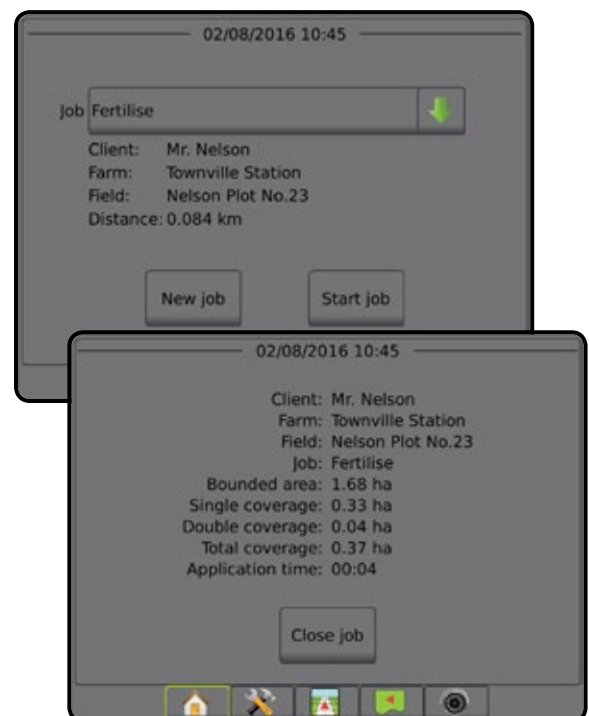 02/08/2016 10:45
Job Fertilise
Client: Mr. Nelson
Farm: Townville Station
Field: Nelson Plot No.23
Distance: 0.084 km
New job Start job
02/08/2016 10:45
Client: Mr. Nelson
Farm: Townville Station
Field: Nelson Plot No.23
Job: Fertilise
Bounded area: 1.68 ha
Single coverage: 0.33 ha
Double coverage: 0.04 ha
Total coverage: 0.37 ha
Application time: 00:04
Close job